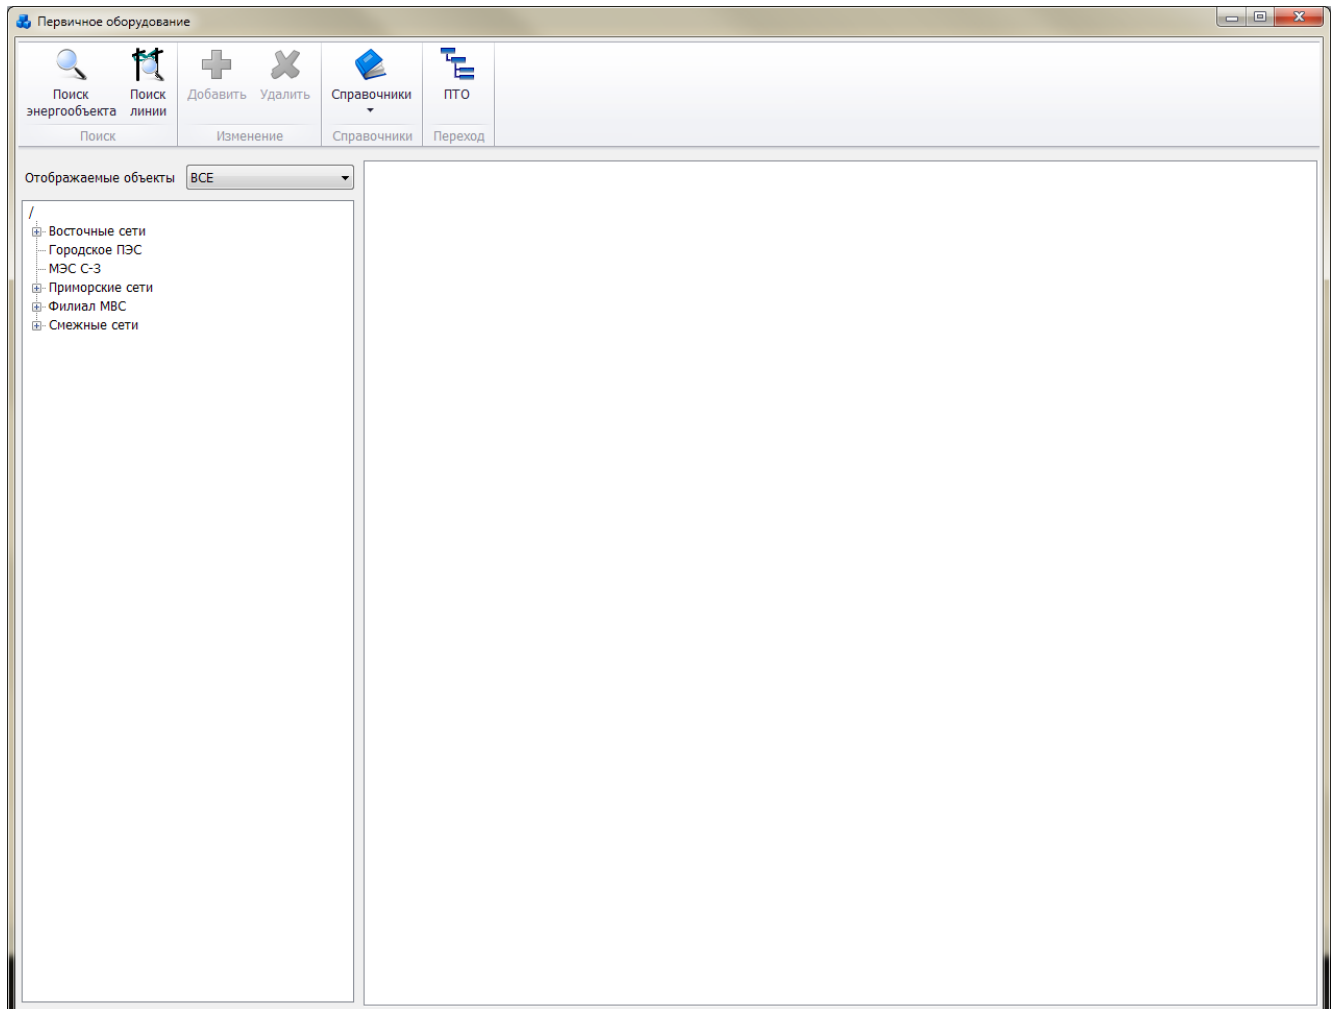 Первичное оборудование
Поиск энергообъекта
Поиск линии
Добавить
Удалить
Справочники
ПТО
Поиск
Изменение
Справочники
Переход
Отображаемые объекты
ВСЕ
/
Восточные сети
Городское ПЭС
МЭС С-З
Приморские сети
Филиал МВС
Смежные сети